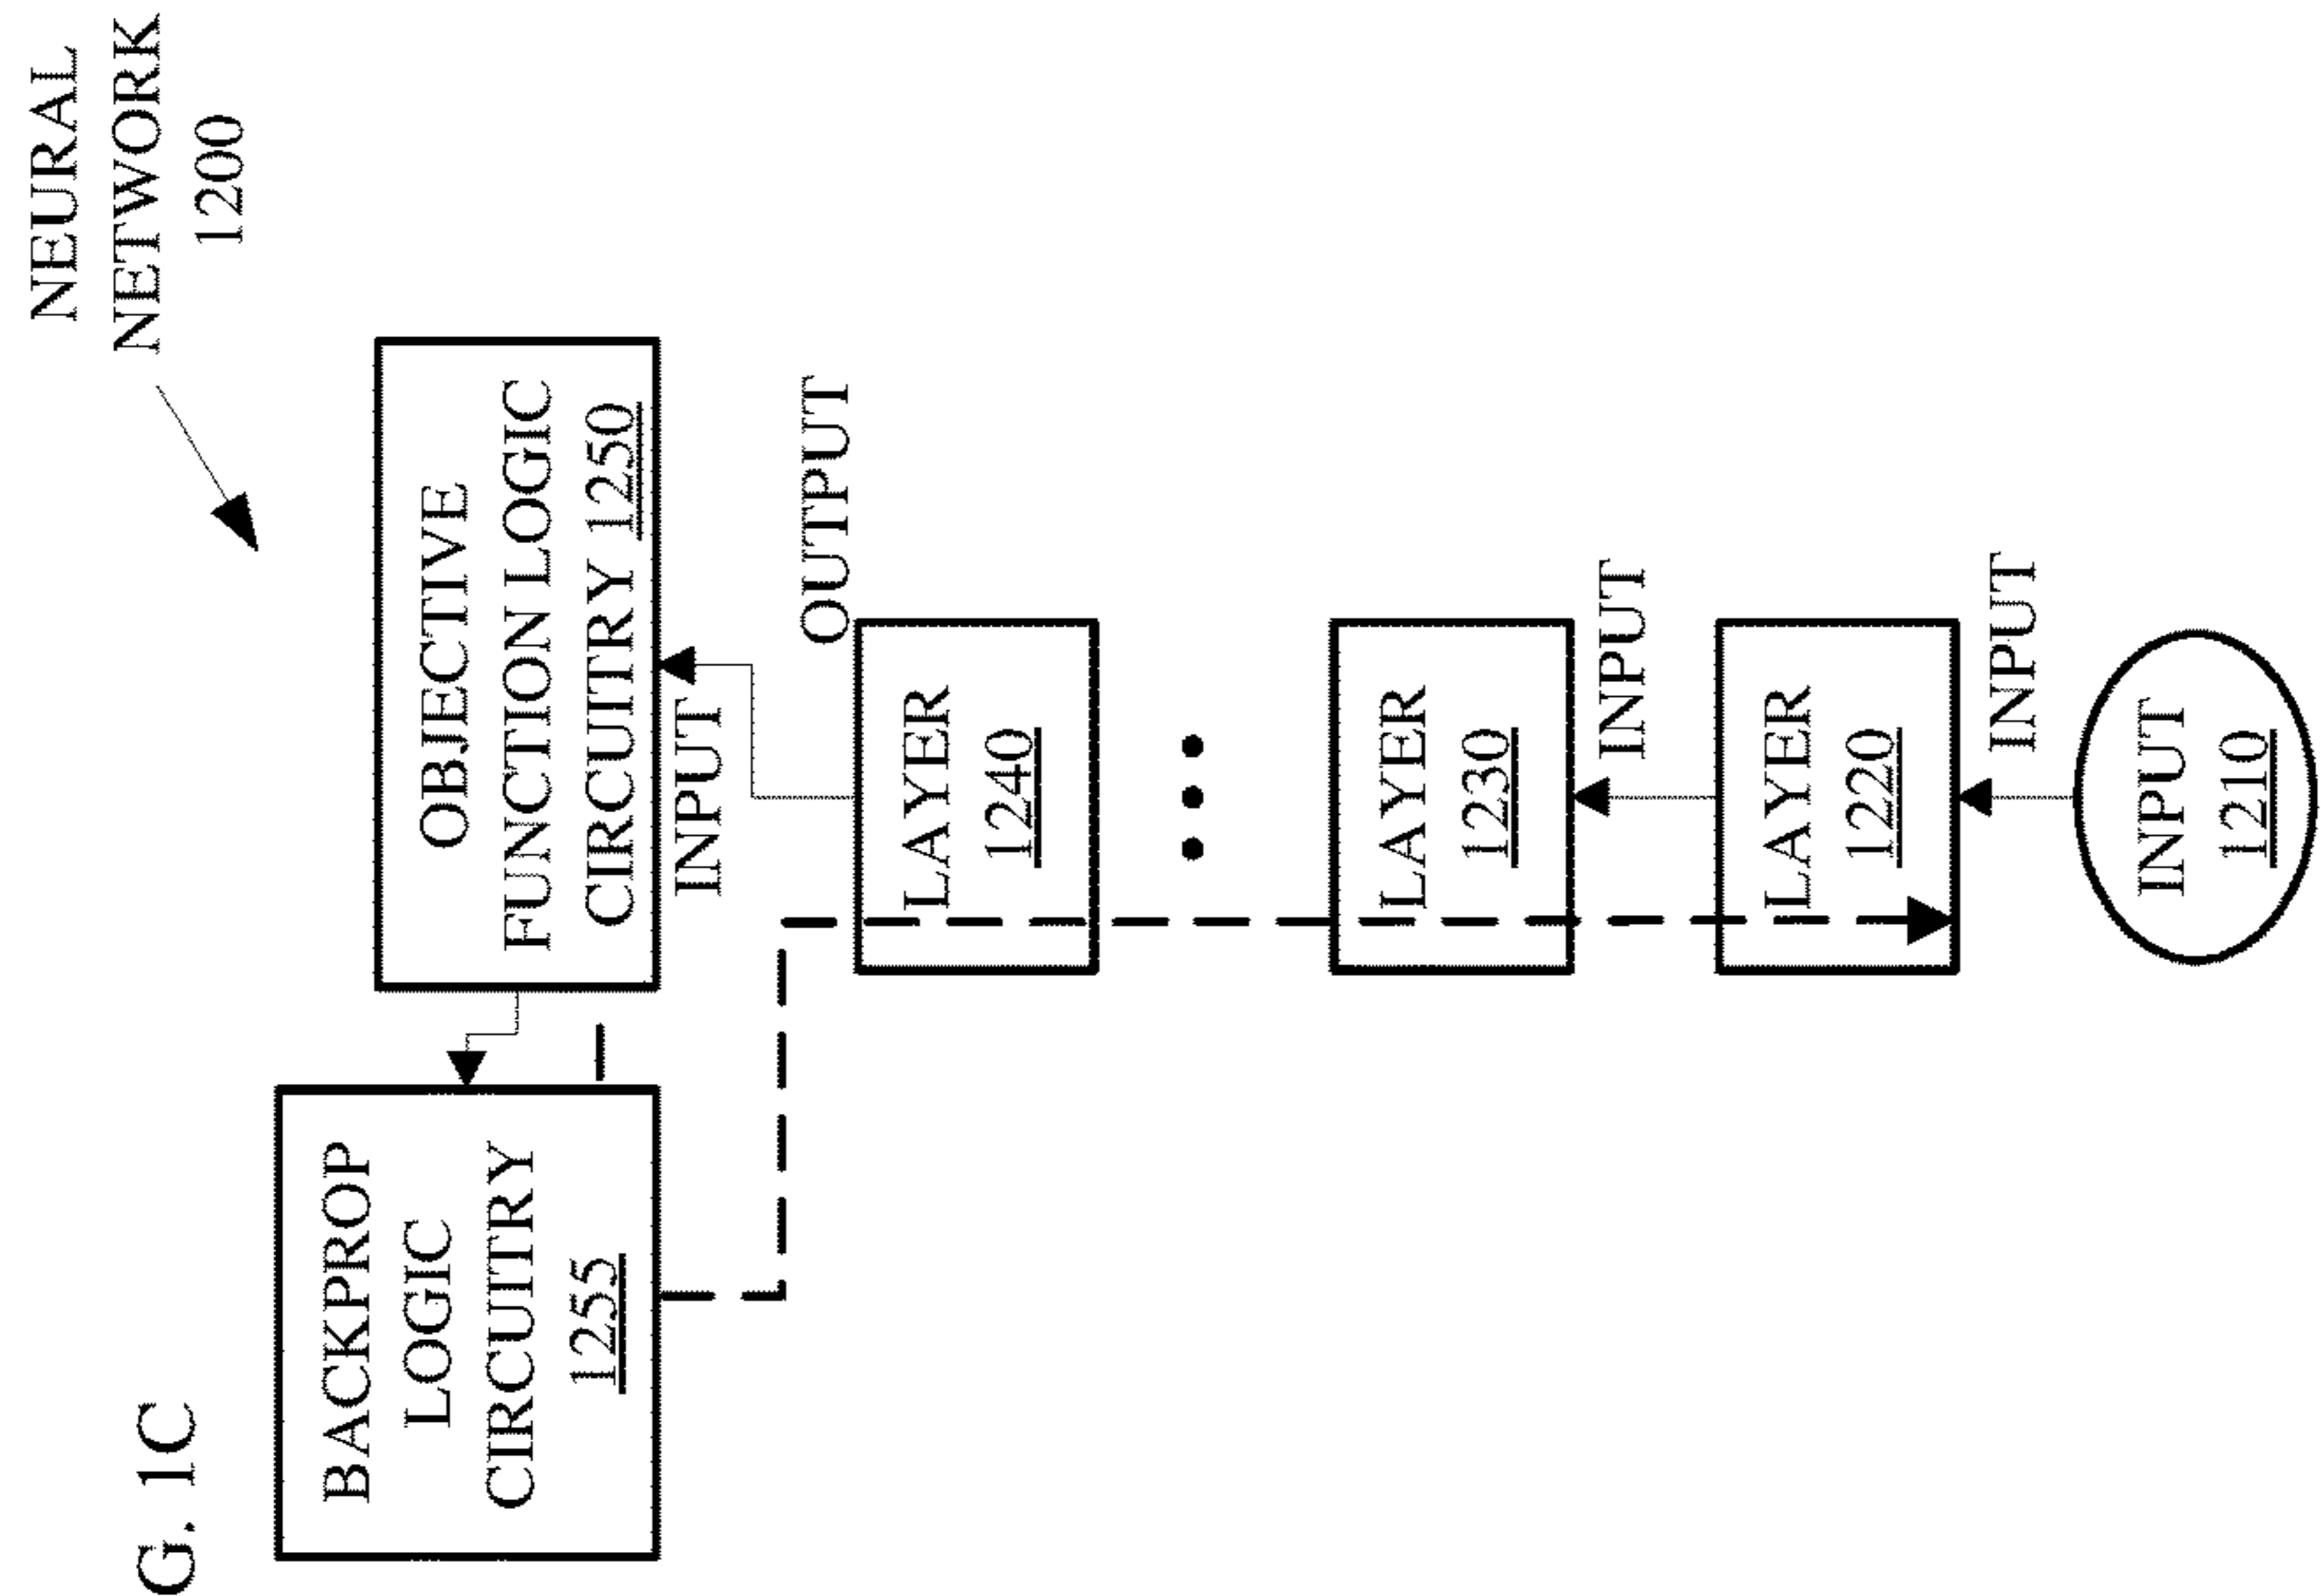 G. 1C
NEURAL
NETWORK
1200
BACKPROP
LOGIC
CIRCUITRY
1255
OBJECTIVE
FUNCTION LOGIC
CIRCUITRY 1250
INPUT
OUTPUT
LAYER
1240
LAYER
1230
INPUT
LAYER
1220
INPUT
INPUT
1210